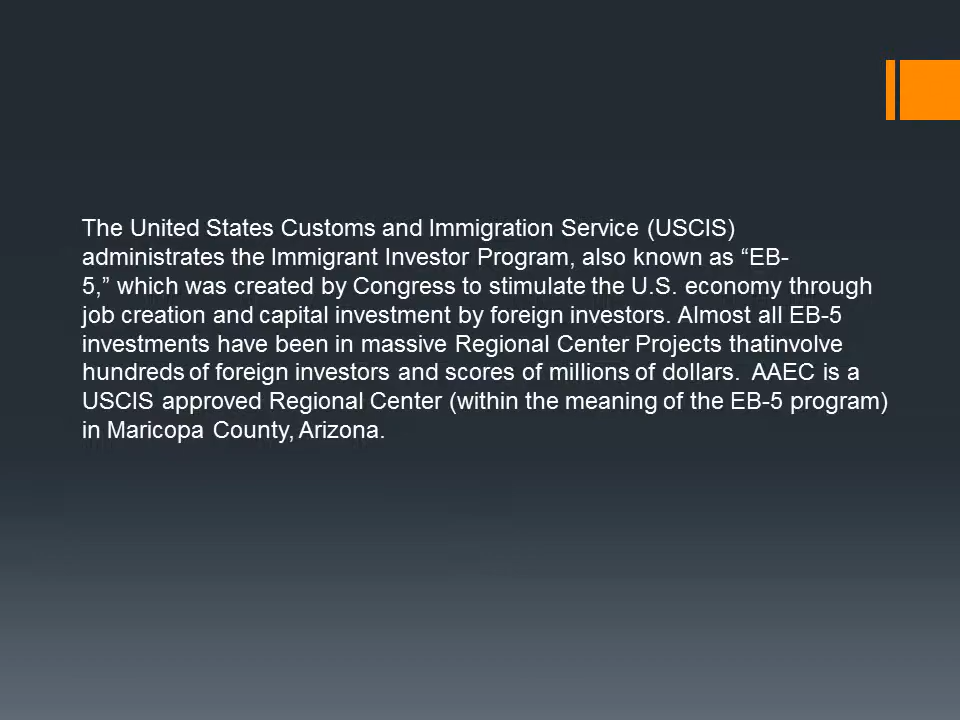 The United States Customs and Immigration Service (USCIS)
administrates the Immigrant Investor Program, also known as “EB-
5,” which was created by Congress to stimulate the U.S. economy through
job creation and capital investment by foreign investors. Almost all EB-5
investments have been in massive Regional Center Projects thatinvolve
hundreds of foreign investors and scores of millions of dollars.  AAEC is a
USCIS approved Regional Center (within the meaning of the EB-5 program)
in Maricopa County, Arizona.